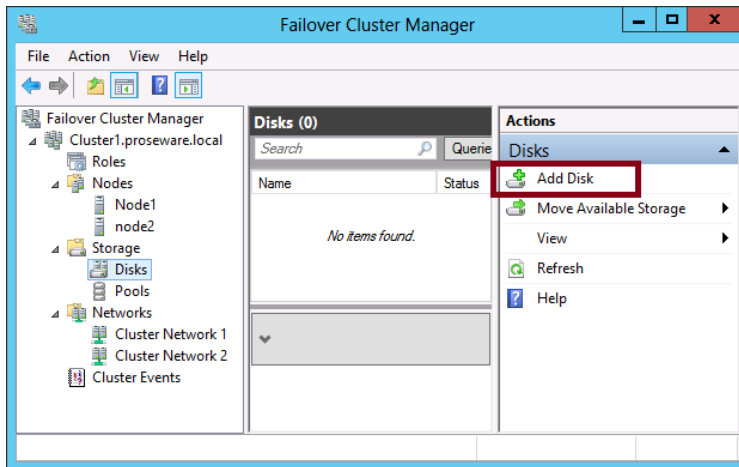 Failover Cluster Manager
File Action View Help
Failover Cluster Manager
Cluster1.proseware.local
Roles
Nodes
Node1
node2
Storage
Disks
Pools
Networks
Cluster Network 1
Cluster Network 2
Cluster Events
Disks (0)
Search Querie
Name Status
No items found.
Actions
Disks
Add Disk
Move Available Storage
View
Refresh
Help